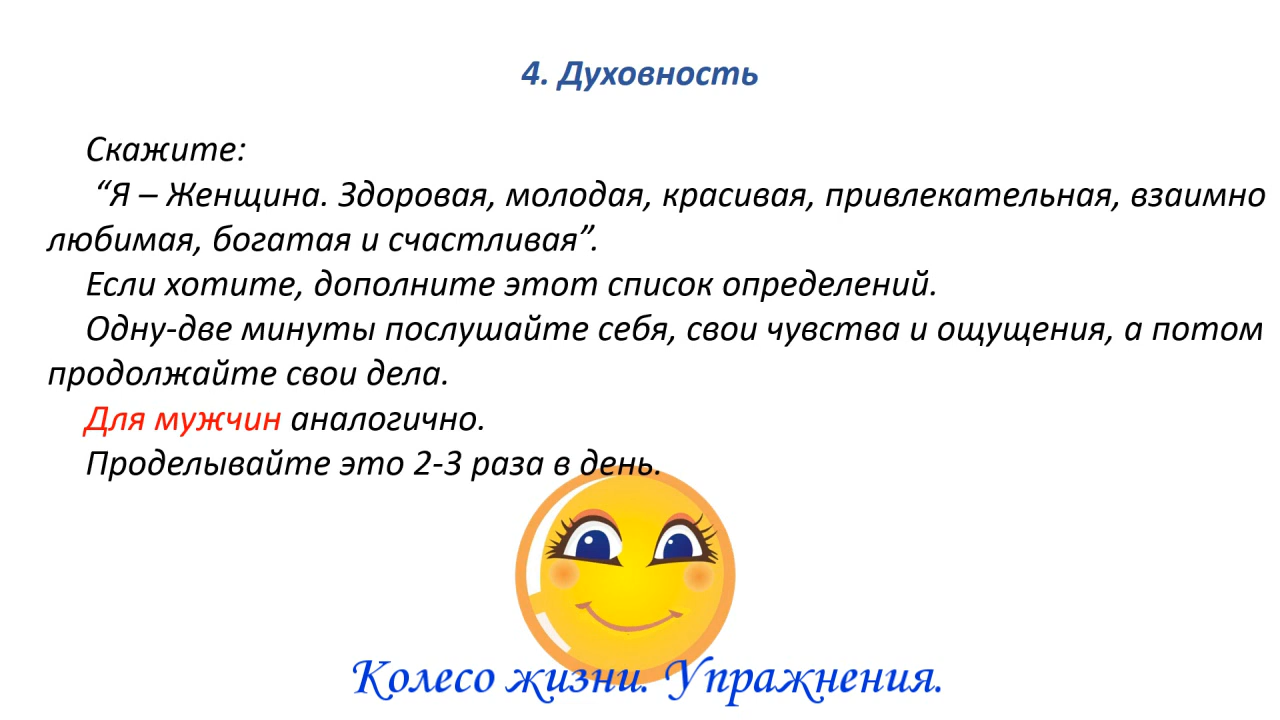 4. Духовность
Скажите:
“Я – Женщина. Здоровая, молодая, красивая, привлекательная, взаимно
любимая, богатая и счастливая”.
Если хотите, дополните этот список определений.
Одну-две минуты послушайте себя, свои чувства и ощущения, а потом
продолжайте свои дела.
Для мужчин аналогично.
Проделывайте это 2-3 раза в день.
Колесо жизни. Упражнения.